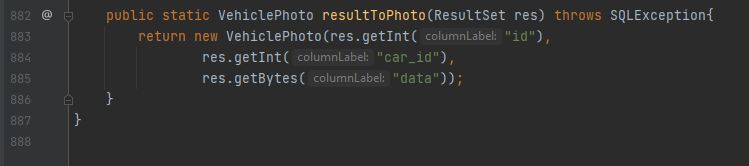 882 @ public static VehiclePhoto resultToPhoto(ResultSet res) throws SQLException{
883 return new VehiclePhoto(res.getInt( columnLabel: "id"),
884 res.getInt( columnLabel: "car_id"),
885 res.getBytes( columnLabel: "data"));
886 }
887 }
888